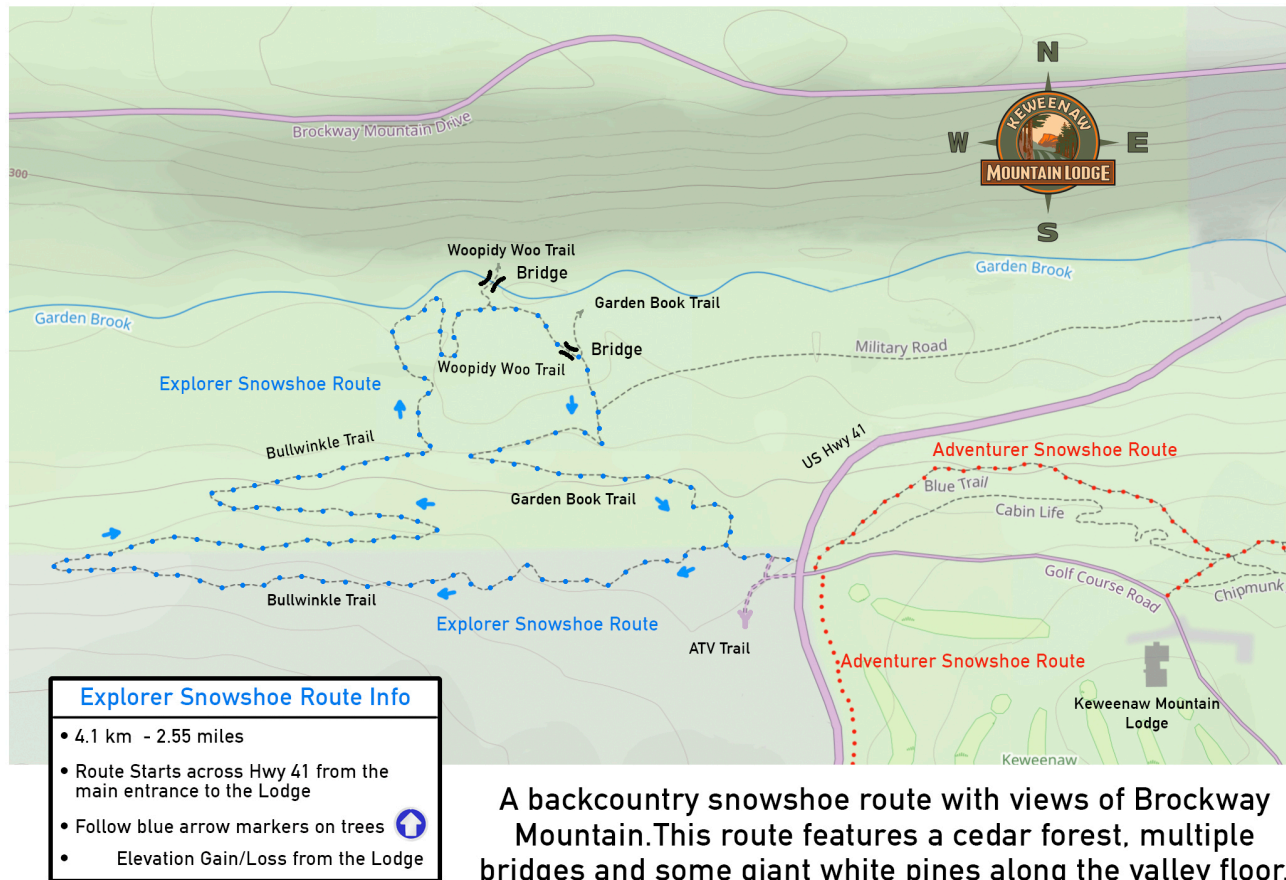 N
KEWEENAW
W
E
MOUNTAIN LODGE
S
Brockway Mountain Drive
300
Woopidy Woo Trail
Bridge
Garden Brook
Garden Book Trail
Garden Brook
Bridge
Military Road
Woopidy Woo Trail
Explorer Snowshoe Route
Bullwinkle Trail
US Hwy 41
Adventurer Snowshoe Route
Blue Trail
Garden Book Trail
Cabin Life
Golf Course Road
Chipmunk
Bullwinkle Trail
Explorer Snowshoe Route
ATV Trail
Adventurer Snowshoe Route
Keweenaw Mountain
Lodge
Keweenaw
Explorer Snowshoe Route Info
• 4.1 km - 2.55 miles
• Route Starts across Hwy 41 from the
main entrance to the Lodge
• Follow blue arrow markers on trees
• Elevation Gain/Loss from the Lodge
A backcountry snowshoe route with views of Brockway
Mountain.This route features a cedar forest, multiple
bridges and some giant white pines along the valley floor.